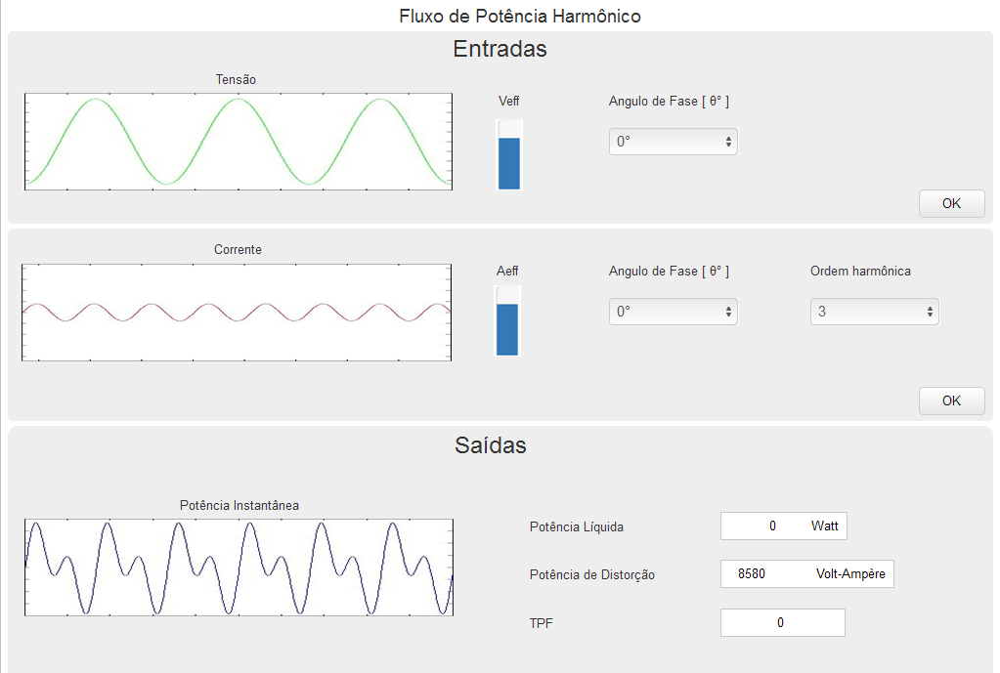 Fluxo de Potência Harmônico
Entradas
Tensão
Veff
Angulo de Fase [ θ° ]
0°
OK
Corrente
Aeff
Angulo de Fase [ θ° ]
Ordem harmônica
0°
3
OK
Saídas
Potência Instantânea
Potência Líquida
0 Watt
Potência de Distorção
8580 Volt-Ampère
TPF
0